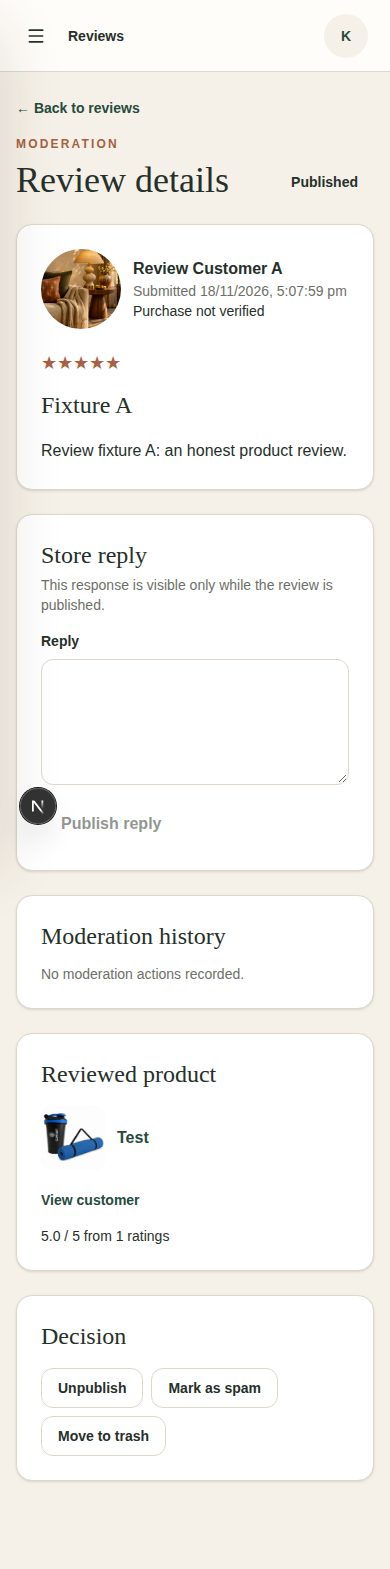 Reviews
K
← Back to reviews
MODERATION
Review details
Published
Review Customer A
Submitted 18/11/2026, 5:07:59 pm
Purchase not verified
★★★★★
Fixture A
Review fixture A: an honest product review.
Store reply
This response is visible only while the review is
published.
Reply
N
Publish reply
Moderation history
No moderation actions recorded.
Reviewed product
Test
View customer
5.0 / 5 from 1 ratings
Decision
Unpublish
Mark as spam
Move to trash